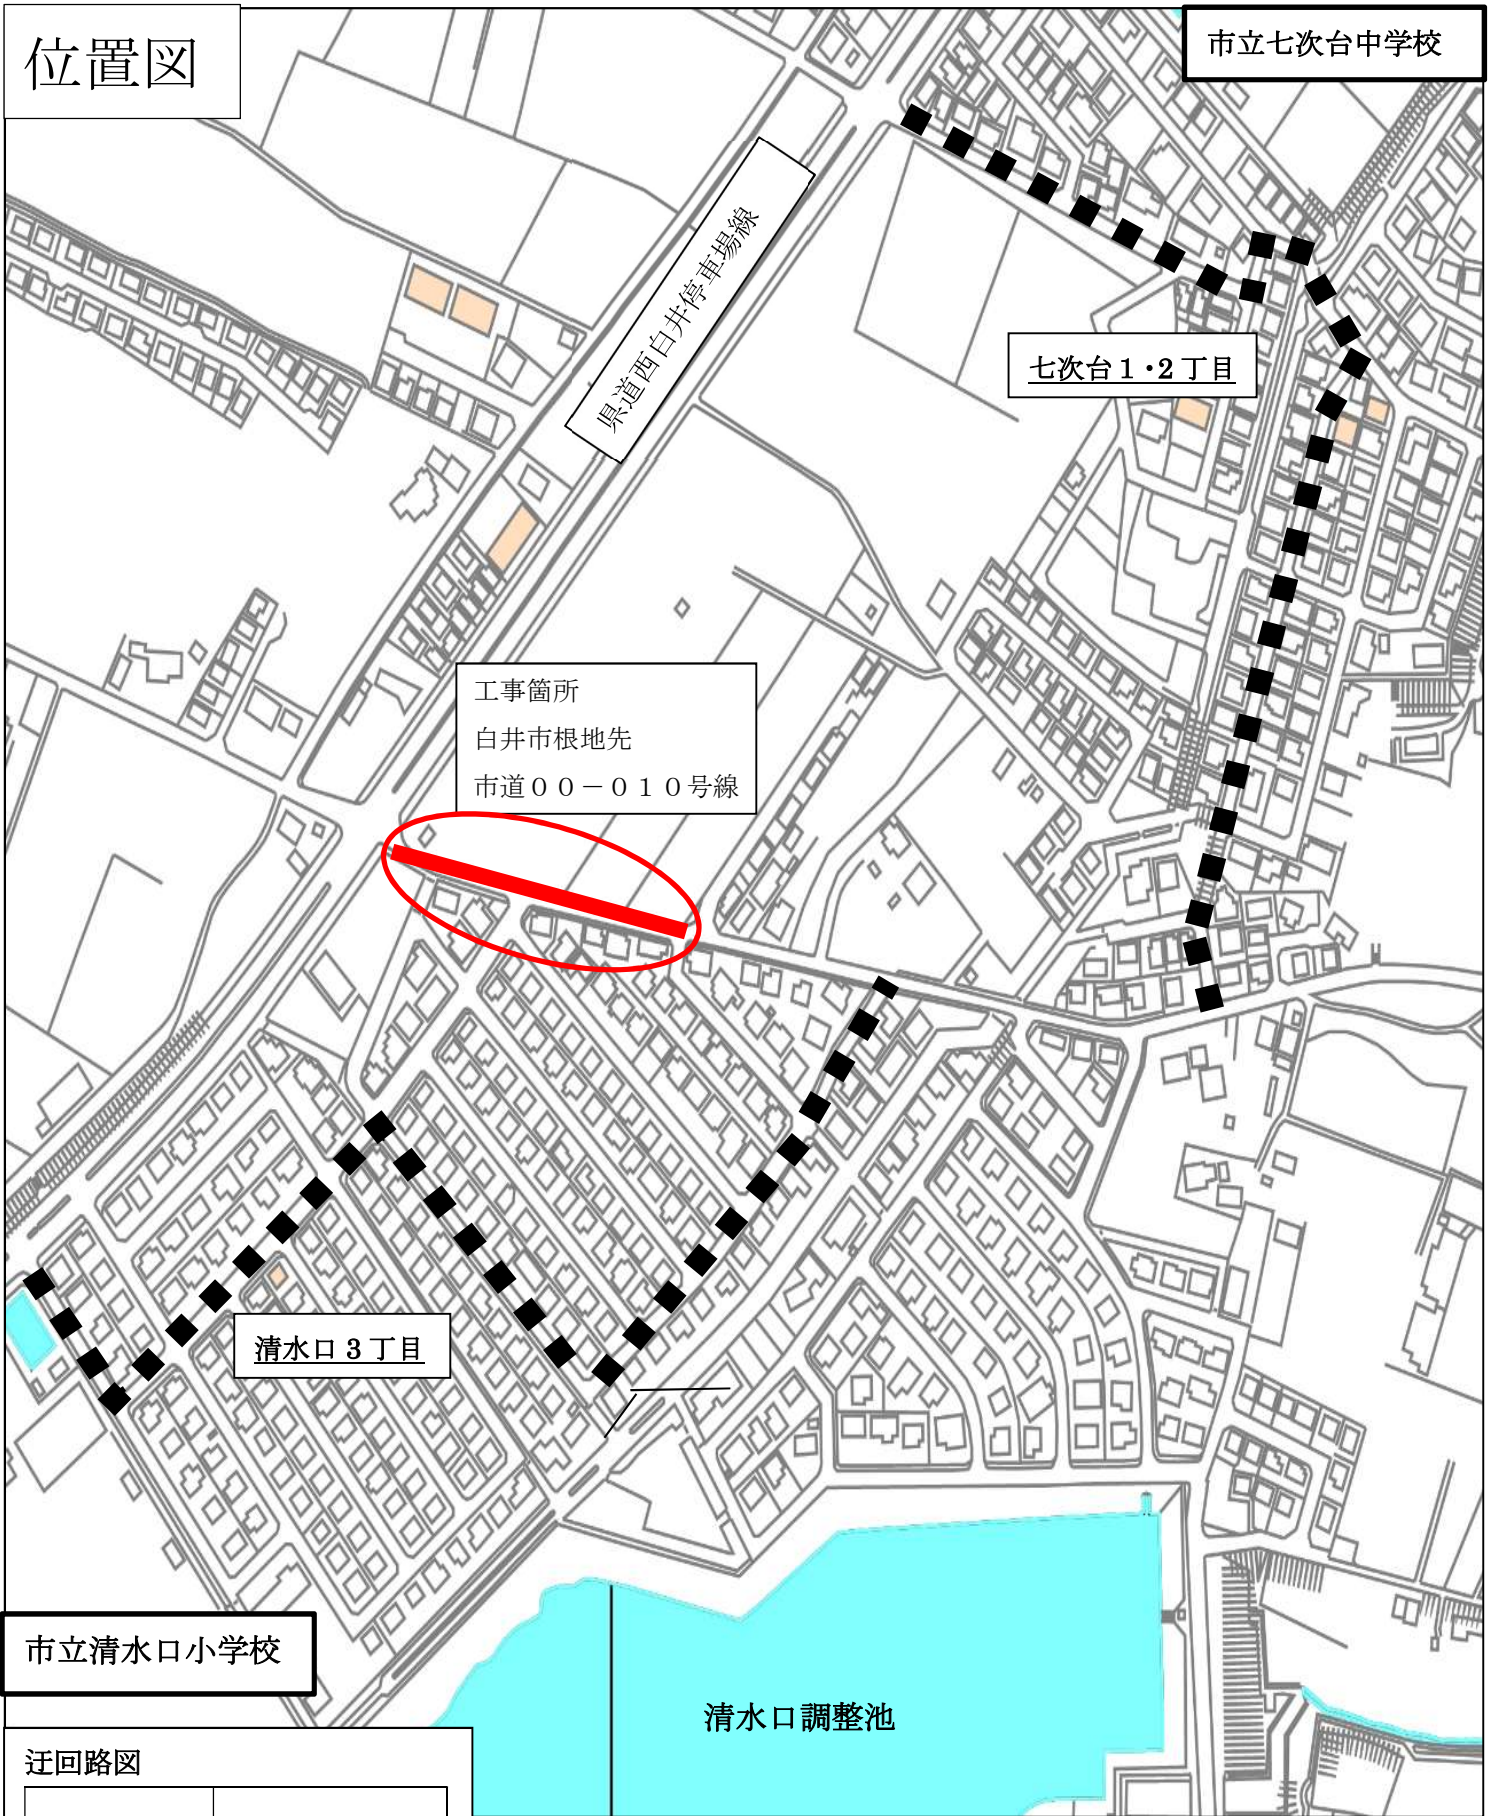 位置図
市立七次台中学校
県道西白井停車場線
七次台１・２丁目
工事箇所
白井市根地先
市道００－０１０号線
清水口３丁目
市立清水口小学校
清水口調整池
迂回路図